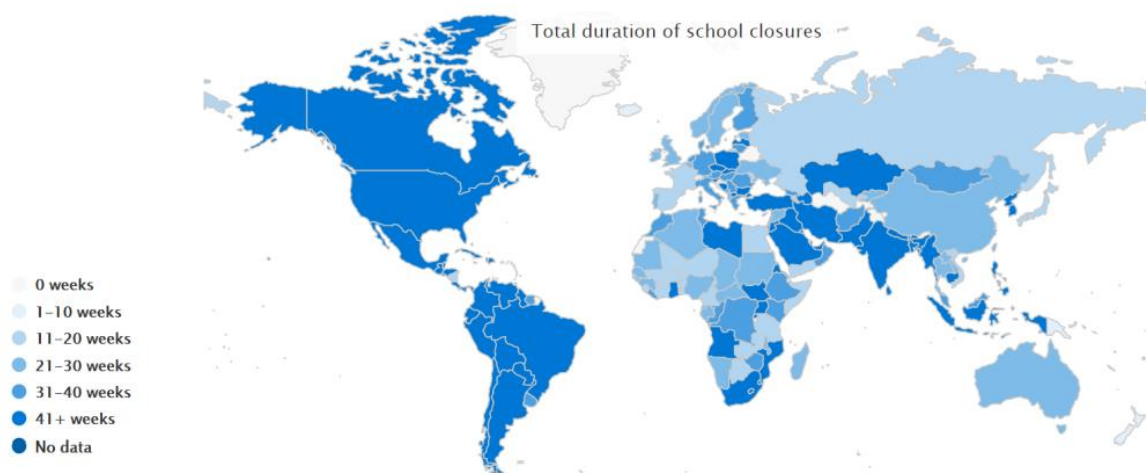 Total duration of school closures
0 weeks
1-10 weeks
11-20 weeks
21-30 weeks
31-40 weeks
41+ weeks
No data